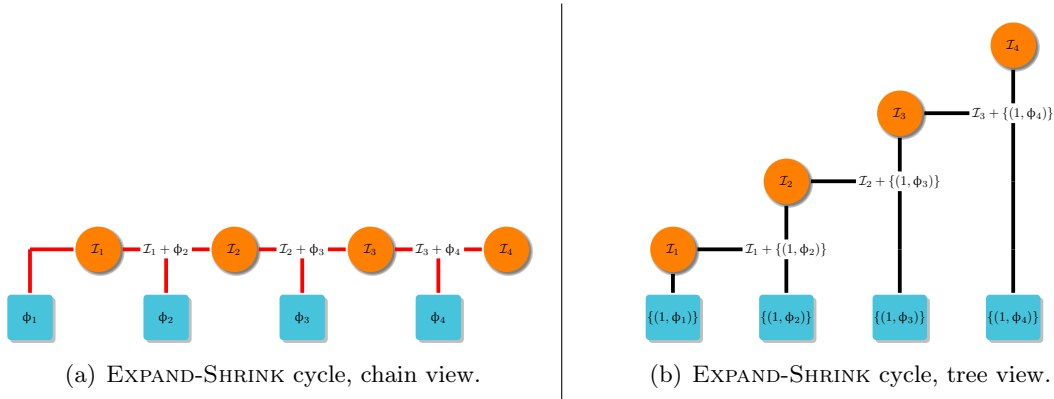 ℐ₁ ℐ₁ + ϕ₂ ℐ₂ ℐ₂ + ϕ₃ ℐ₃ ℐ₃ + ϕ₄ ℐ₄
ϕ₁ ϕ₂ ϕ₃ ϕ₄
(a) EXPAND-SHRINK cycle, chain view.
ℐ₄
ℐ₃ ℐ₃ + {(1, ϕ₄)}
ℐ₂ ℐ₂ + {(1, ϕ₃)}
ℐ₁ ℐ₁ + {(1, ϕ₂)}
{(1, ϕ₁)} {(1, ϕ₂)} {(1, ϕ₃)} {(1, ϕ₄)}
(b) EXPAND-SHRINK cycle, tree view.